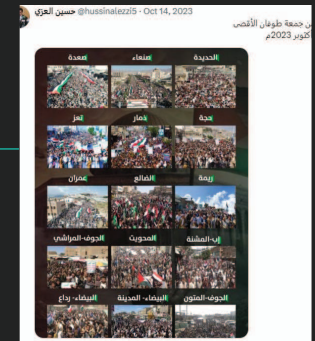 حسين العزي @hussinalezzi5 · Oct 14, 2023
ن جمعة طوفان الأقصى
كتوبر 2023م
الحديدة صنعاء صعدة
حجة ذمار تعز
ريمة الضالع عمران
إب-المشنة المحويت الجوف-المراشي
الجوف-المتون البيضاء- المدينة البيضاء- رداع